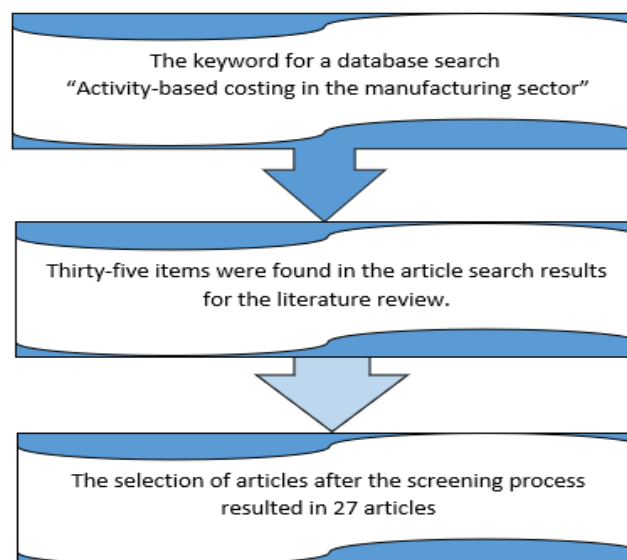 The keyword for a database search
“Activity-based costing in the manufacturing sector”
Thirty-five items were found in the article search results
for the literature review.
The selection of articles after the screening process
resulted in 27 articles